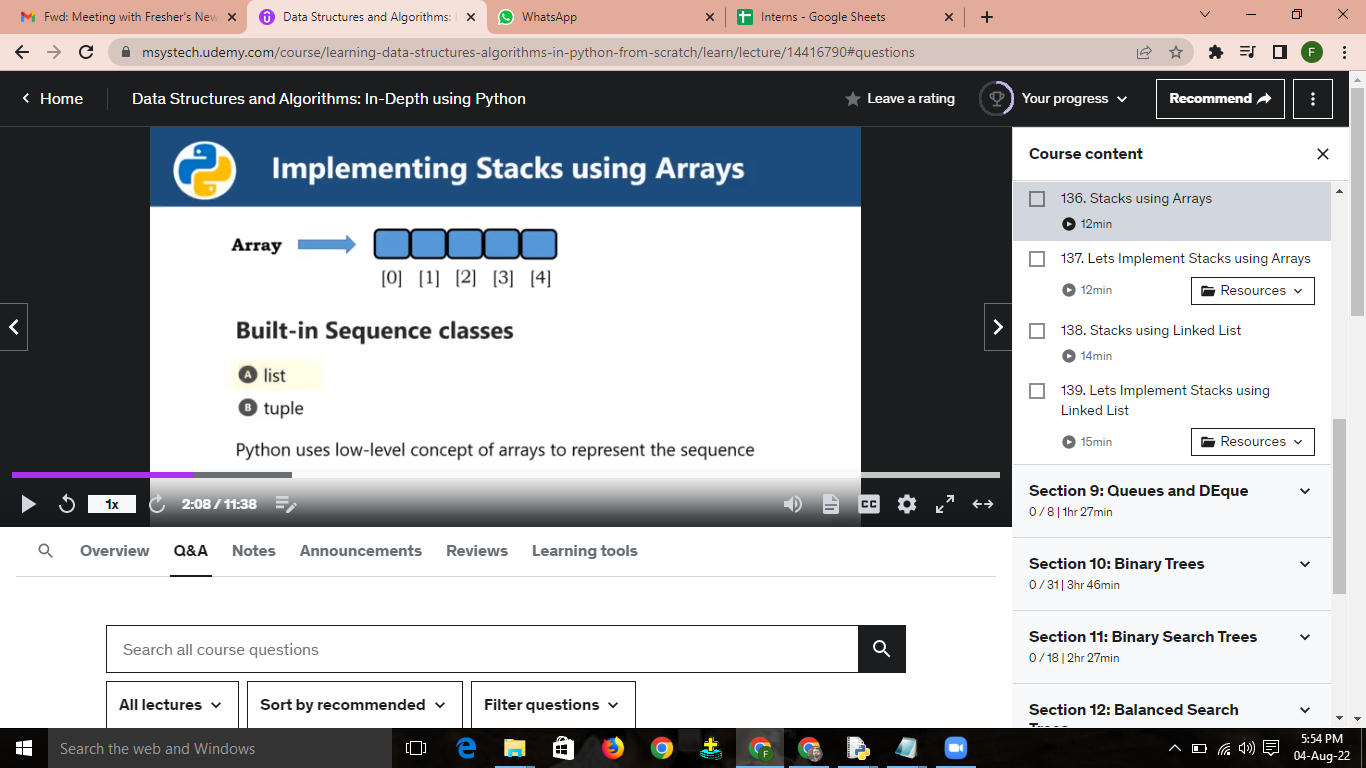 Fwd: Meeting with Fresher's New
Data Structures and Algorithms:
WhatsApp
Interns - Google Sheets
msystech.udemy.com/course/learning-data-structures-algorithms-in-python-from-scratch/learn/lecture/14416790#questions
F
Home
Data Structures and Algorithms: In-Depth using Python
Leave a rating
Your progress
Recommend
Implementing Stacks using Arrays
Array
[0] [1] [2] [3] [4]
Built-in Sequence classes
A list
B tuple
Python uses low-level concept of arrays to represent the sequence
1x
2:08 / 11:38
CC
Course content
136. Stacks using Arrays
12min
137. Lets Implement Stacks using Arrays
12min
Resources
138. Stacks using Linked List
14min
139. Lets Implement Stacks using
Linked List
15min
Resources
Section 9: Queues and DEque
0 / 8 | 1hr 27min
Section 10: Binary Trees
0 / 31 | 3hr 46min
Section 11: Binary Search Trees
0 / 18 | 2hr 27min
Section 12: Balanced Search
Trees
Overview
Q&A
Notes
Announcements
Reviews
Learning tools
Search all course questions
All lectures
Sort by recommended
Filter questions
Search the web and Windows
5:54 PM
04-Aug-22